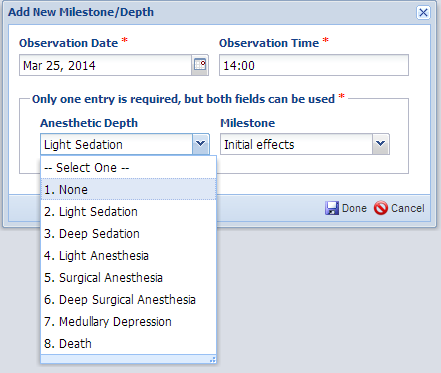 Add New Milestone/Depth
Observation Date * Observation Time *
Mar 25, 2014 14:00
Only one entry is required, but both fields can be used *
Anesthetic Depth Milestone
Light Sedation Initial effects
-- Select One --
1. None
2. Light Sedation
3. Deep Sedation
4. Light Anesthesia
5. Surgical Anesthesia
6. Deep Surgical Anesthesia
7. Medullary Depression
8. Death
Done Cancel